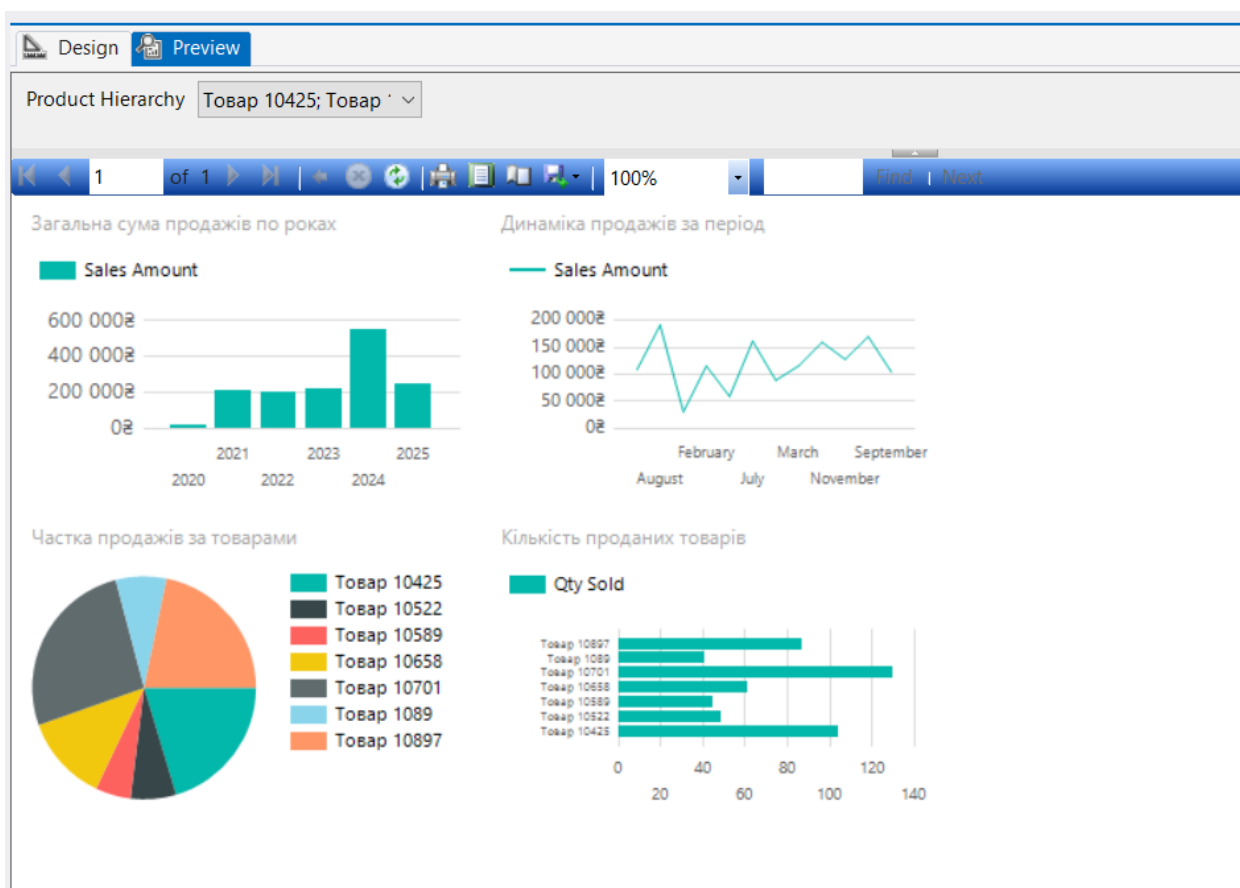 Design Preview
Product Hierarchy Товар 10425; Товар
1 of 1 100% Find Next
Загальна сума продажів по роках
Sales Amount
600 000₴
400 000₴
200 000₴
0₴
2021 2023 2025
2020 2022 2024
Динаміка продажів за період
Sales Amount
200 000₴
150 000₴
100 000₴
50 000₴
0₴
February March September
August July November
Частка продажів за товарами
Товар 10425
Товар 10522
Товар 10589
Товар 10658
Товар 10701
Товар 1089
Товар 10897
Кількість проданих товарів
Qty Sold
Товар 10897
Товар 1089
Товар 10701
Товар 10658
Товар 10589
Товар 10522
Товар 10425
0 40 80 120
20 60 100 140